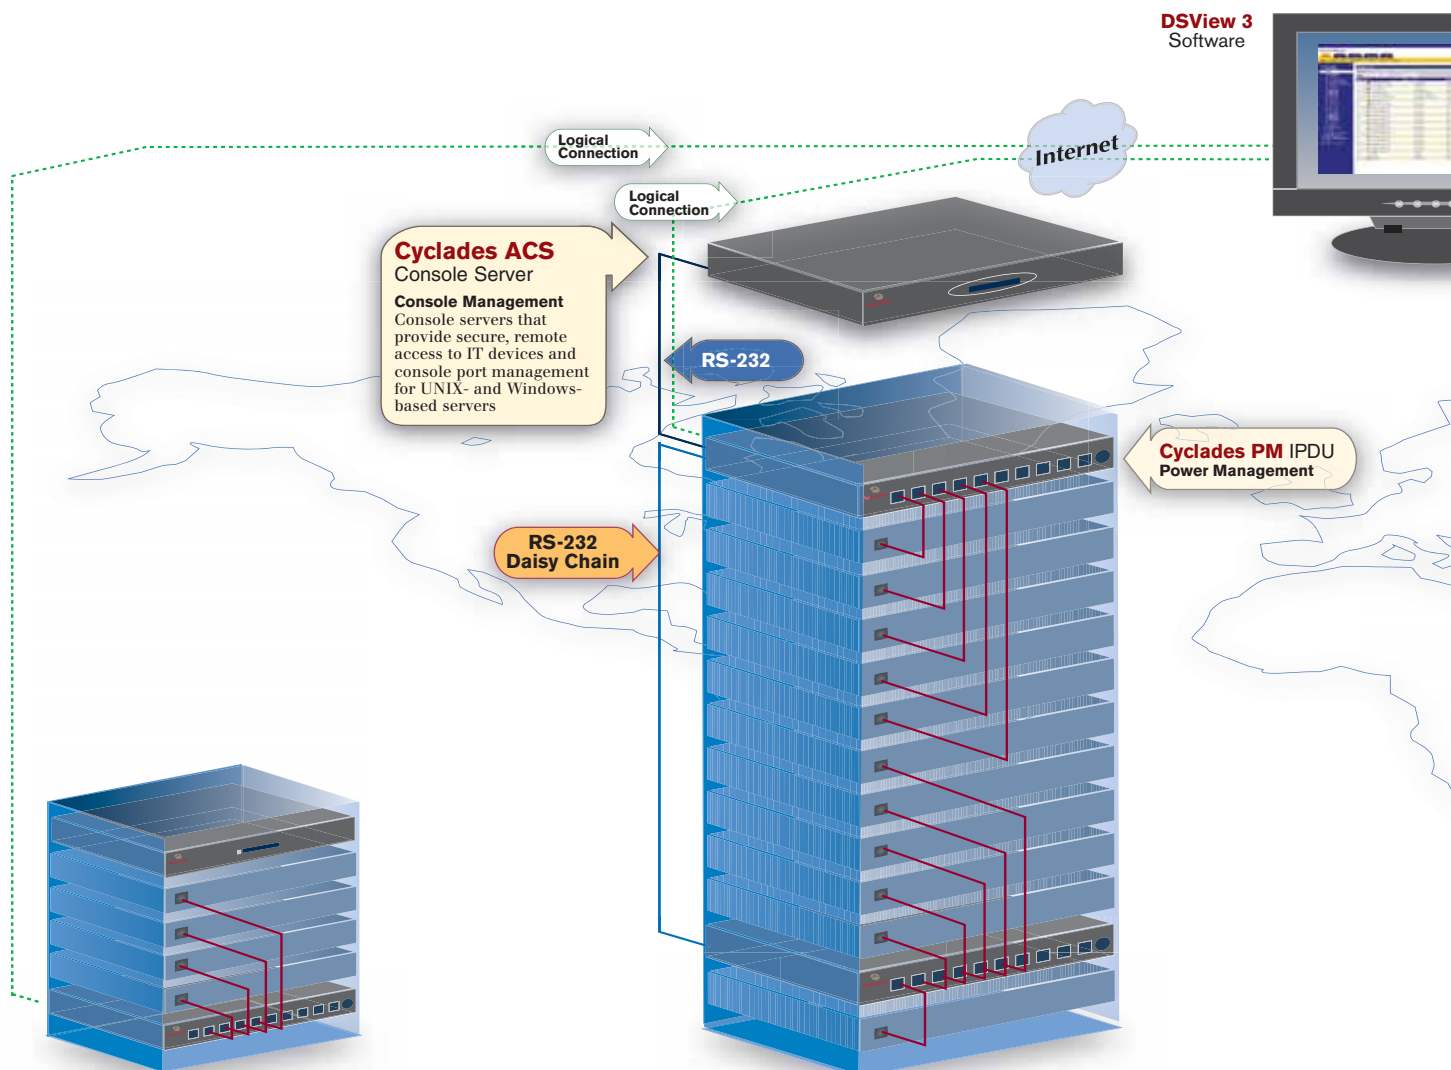 DSView 3
Software
Logical
Connection
Internet
Logical
Connection
Cyclades ACS
Console Server
Console Management
Console servers that
provide secure, remote
access to IT devices and
console port management
for UNIX- and Windows-
based servers
RS-232
Cyclades PM IPDU
Power Management
RS-232
Daisy Chain